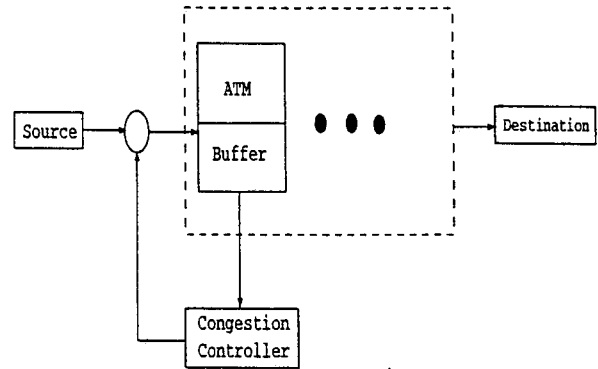 ATM
Source
Buffer
Destination
Congestion
Controller